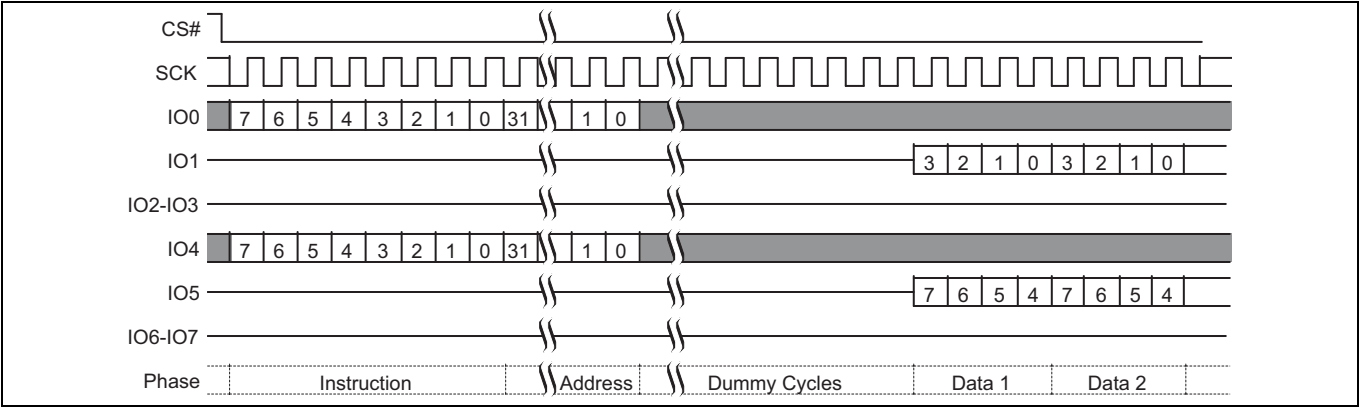 CS#
SCK
IO0 7 6 5 4 3 2 1 0 31 1 0
IO1 3 2 1 0 3 2 1 0
IO2-IO3
IO4 7 6 5 4 3 2 1 0 31 1 0
IO5 7 6 5 4 7 6 5 4
IO6-IO7
Phase Instruction Address Dummy Cycles Data 1 Data 2